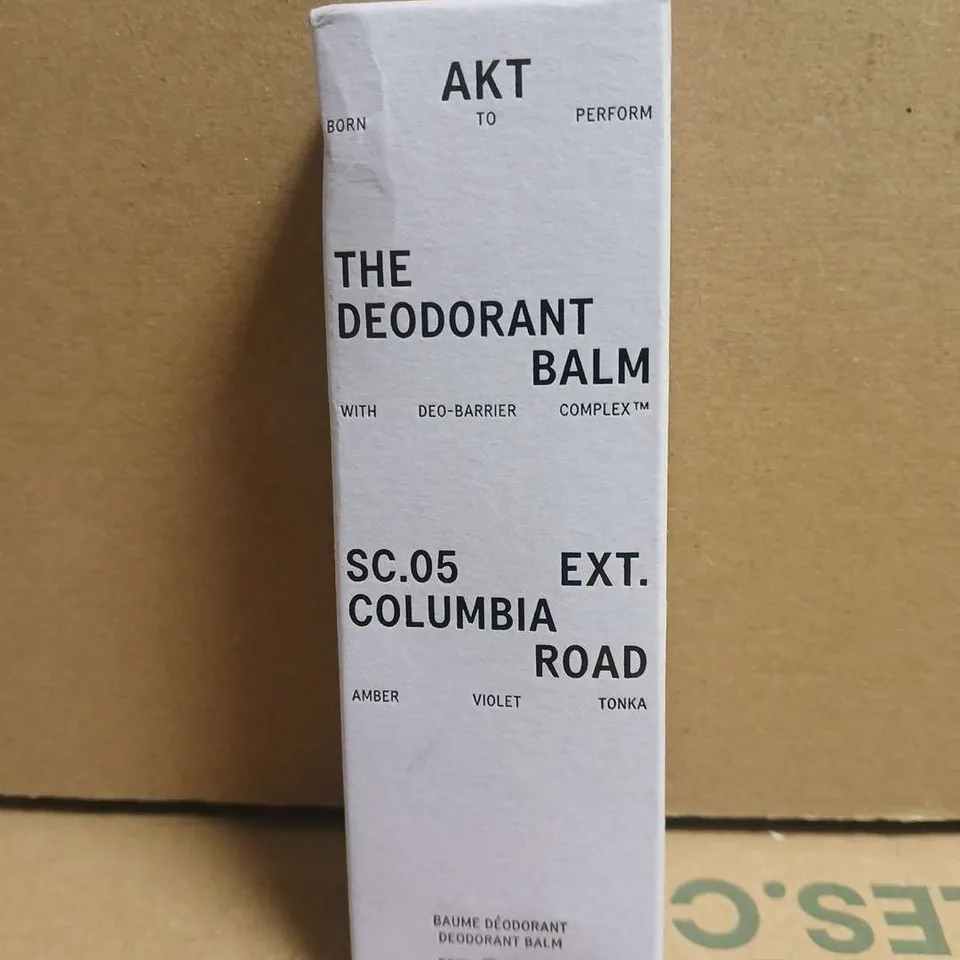 AKT
BORN TO PERFORM
THE
DEODORANT
BALM
WITH DEO-BARRIER COMPLEX™
SC.05 EXT.
COLUMBIA
ROAD
AMBER VIOLET TONKA
BAUME DÉODORANT
DEODORANT BALM
LES.C